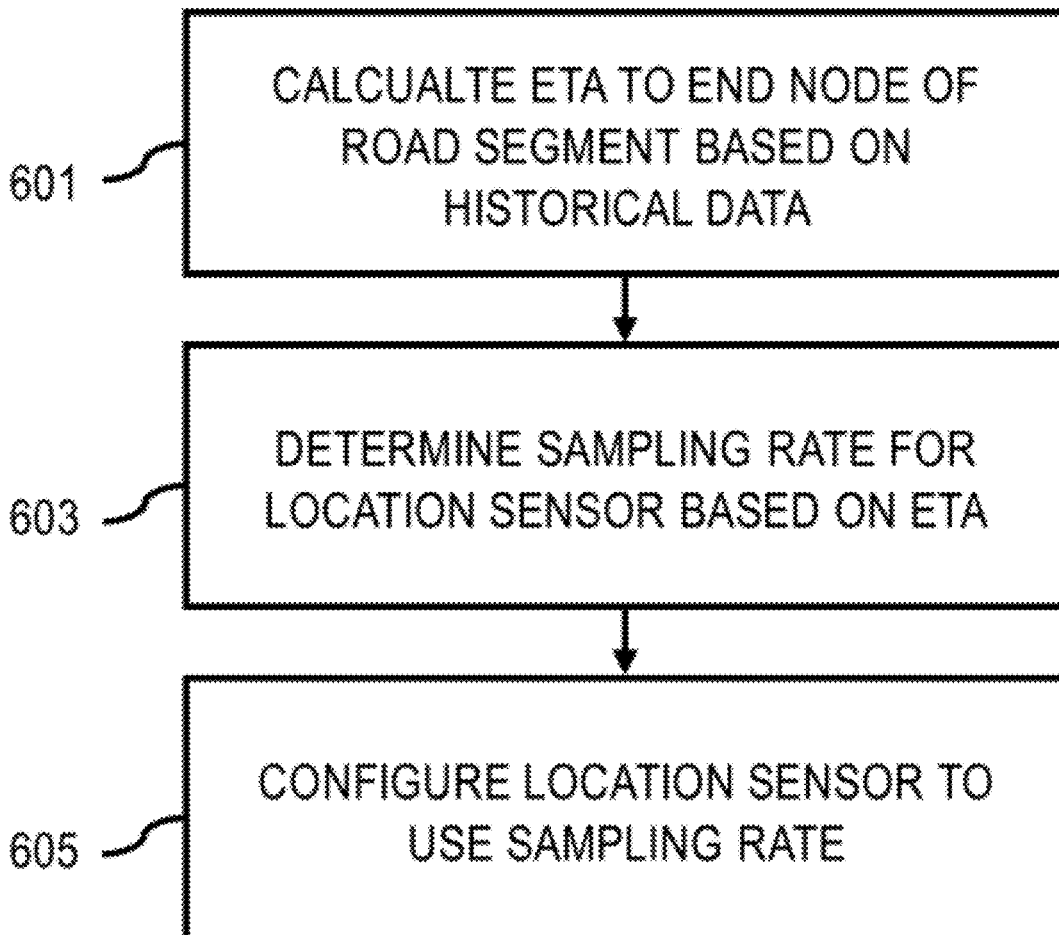 CALCUALTE ETA TO END NODE OF
ROAD SEGMENT BASED ON
HISTORICAL DATA
601
DETERMINE SAMPLING RATE FOR
LOCATION SENSOR BASED ON ETA
603
CONFIGURE LOCATION SENSOR TO
USE SAMPLING RATE
605